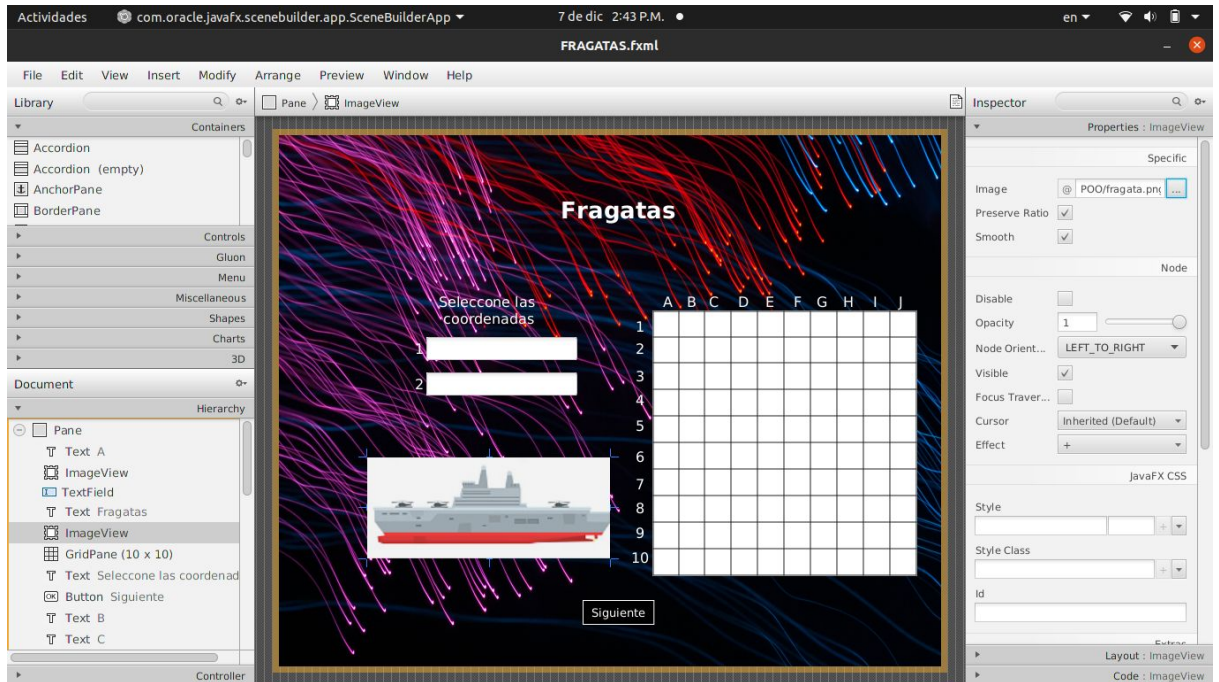 Actividades com.oracle.javafx.scenebuilder.app.SceneBuilderApp 7 de dic 2:43 P.M. en
FRAGATAS.fxml
File Edit View Insert Modify Arrange Preview Window Help
Library
Pane ImageView
Inspector
Containers
Accordion
Accordion (empty)
AnchorPane
BorderPane
Controls
Gluon
Menu
Miscellaneous
Shapes
Charts
3D
Document
Hierarchy
Pane
Text A
ImageView
TextField
Text Fragatas
ImageView
GridPane (10 x 10)
Text Seleccone las coordenad
OK Button Siguiente
Text B
Text C
Controller
Fragatas
Seleccone las
coordenadas
1
2
A B C D E F G H I J
1
2
3
4
5
6
7
8
9
10
Siguiente
Properties : ImageView
Specific
Image @ POO/fragata.png ...
Preserve Ratio
Smooth
Node
Disable
Opacity 1
Node Orient... LEFT_TO_RIGHT
Visible
Focus Traver...
Cursor Inherited (Default)
Effect +
JavaFX CSS
Style
+
Style Class
+
Id
Extras
Layout : ImageView
Code : ImageView